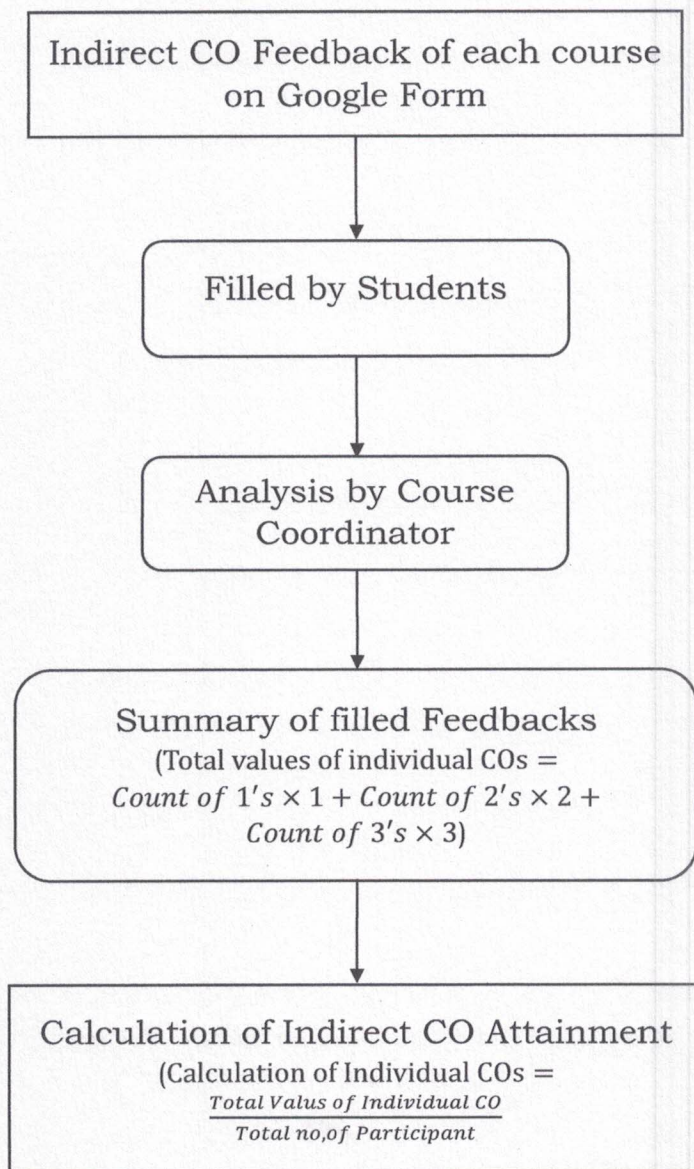 Indirect CO Feedback of each course
on Google Form
Filled by Students
Analysis by Course
Coordinator
Summary of filled Feedbacks
(Total values of individual COs =
Count of 1's × 1 + Count of 2's × 2 +
Count of 3's × 3)
Calculation of Indirect CO Attainment
(Calculation of Individual COs =
Total Valus of Individual CO
Total no,of Participant